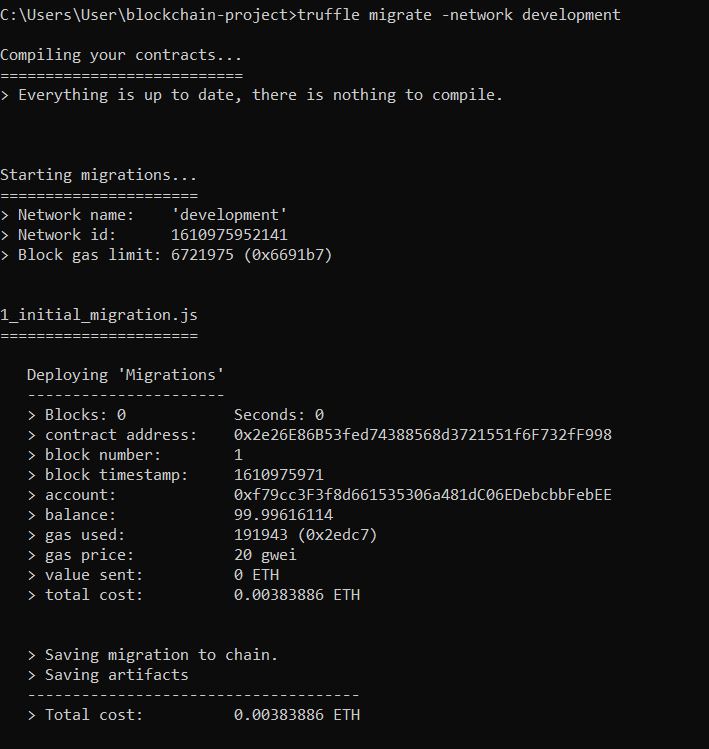 C:\Users\User\blockchain-project>truffle migrate -network development
Compiling your contracts...
===========================
> Everything is up to date, there is nothing to compile.
Starting migrations...
======================
> Network name:    'development'
> Network id:      1610975952141
> Block gas limit: 6721975 (0x6691b7)
1_initial_migration.js
======================
   Deploying 'Migrations'
   ----------------------
   > Blocks: 0            Seconds: 0
   > contract address:    0x2e26E86B53fed74388568d3721551f6F732fF998
   > block number:        1
   > block timestamp:     1610975971
   > account:             0xf79cc3F3f8d661535306a481dC06EDebcbbFebEE
   > balance:             99.99616114
   > gas used:            191943 (0x2edc7)
   > gas price:           20 gwei
   > value sent:          0 ETH
   > total cost:          0.00383886 ETH
   > Saving migration to chain.
   > Saving artifacts
   -------------------------------------
   > Total cost:          0.00383886 ETH